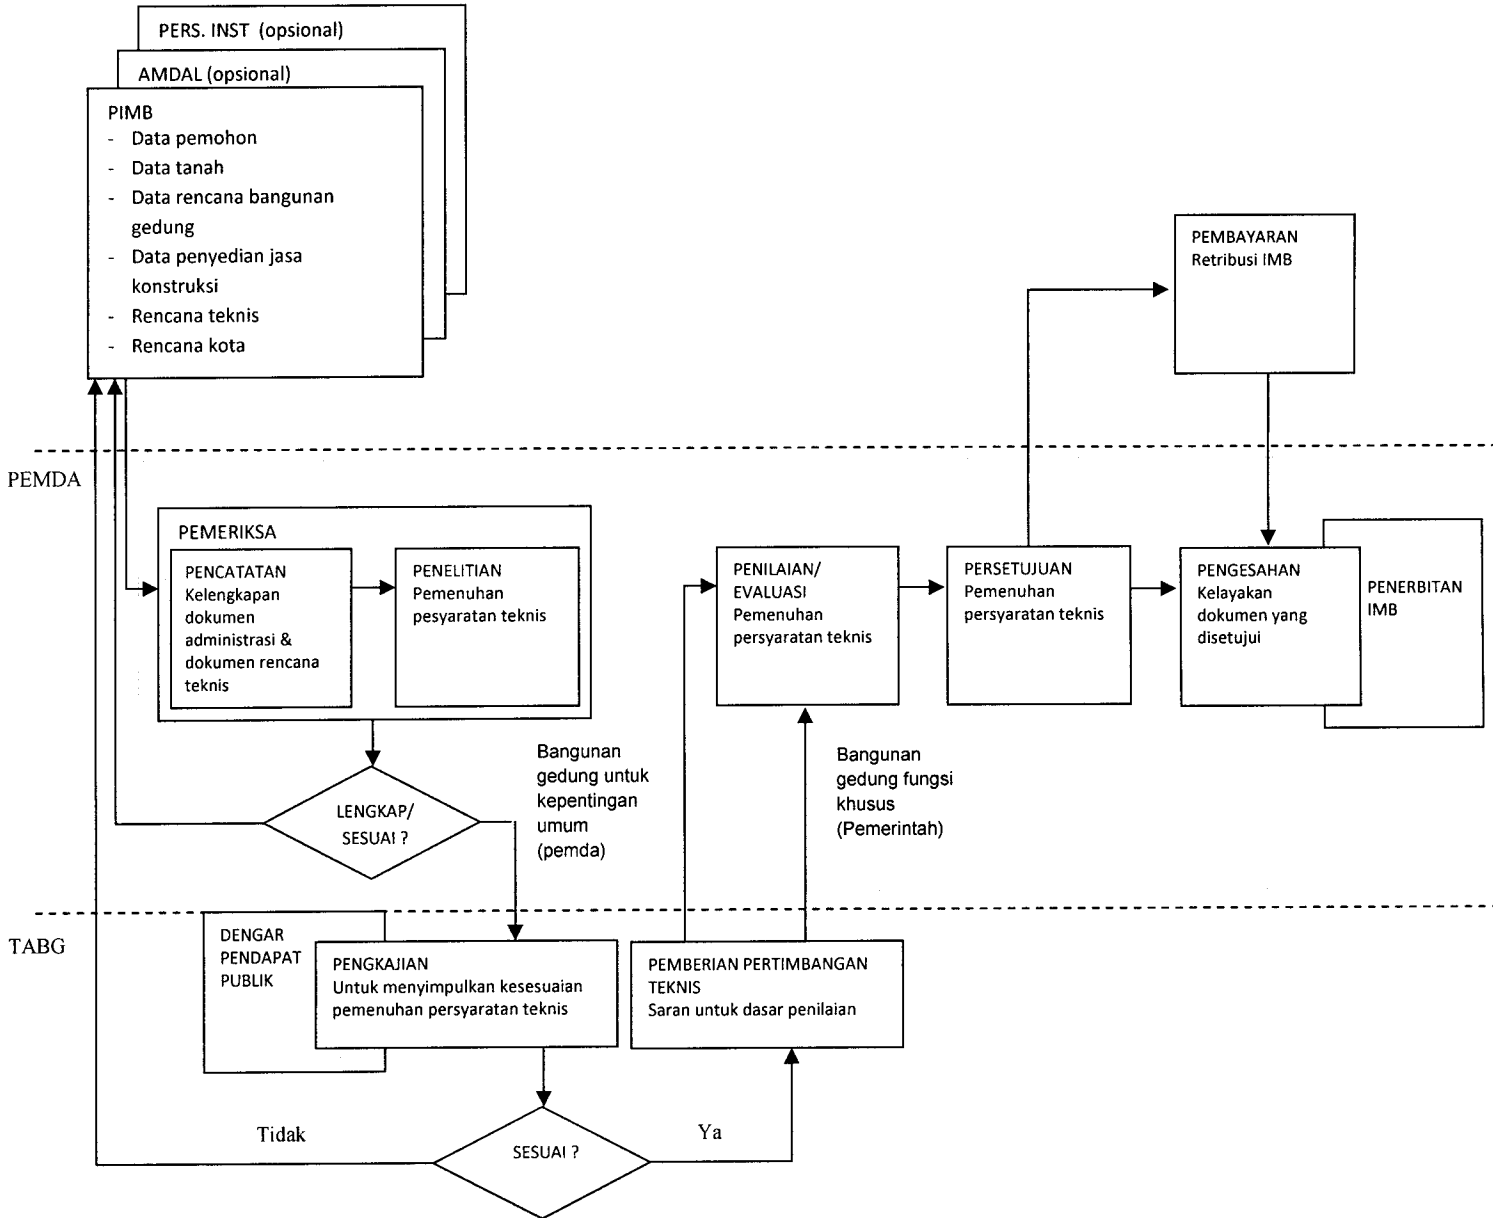 PERS. INST (opsional)
AMDAL (opsional)
PIMB
- Data pemohon
- Data tanah
- Data rencana bangunan
gedung
- Data penyedian jasa
konstruksi
- Rencana teknis
- Rencana kota
PEMBAYARAN
Retribusi IMB
PEMDA
PEMERIKSA
PENCATATAN
Kelengkapan
dokumen
administrasi &
dokumen rencana
teknis
PENELITIAN
Pemenuhan
pesyaratan teknis
PENILAIAN/
EVALUASI
Pemenuhan
persyaratan teknis
PERSETUJUAN
Pemenuhan
persyaratan teknis
PENGESAHAN
Kelayakan
dokumen yang
disetujui
PENERBITAN
IMB
LENGKAP/
SESUAI ?
Bangunan
gedung untuk
kepentingan
umum
(pemda)
Bangunan
gedung fungsi
khusus
(Pemerintah)
TABG
DENGAR
PENDAPAT
PUBLIK
PENGKAJIAN
Untuk menyimpulkan kesesuaian
pemenuhan persyaratan teknis
PEMBERIAN PERTIMBANGAN
TEKNIS
Saran untuk dasar penilaian
Tidak
SESUAI ?
Ya